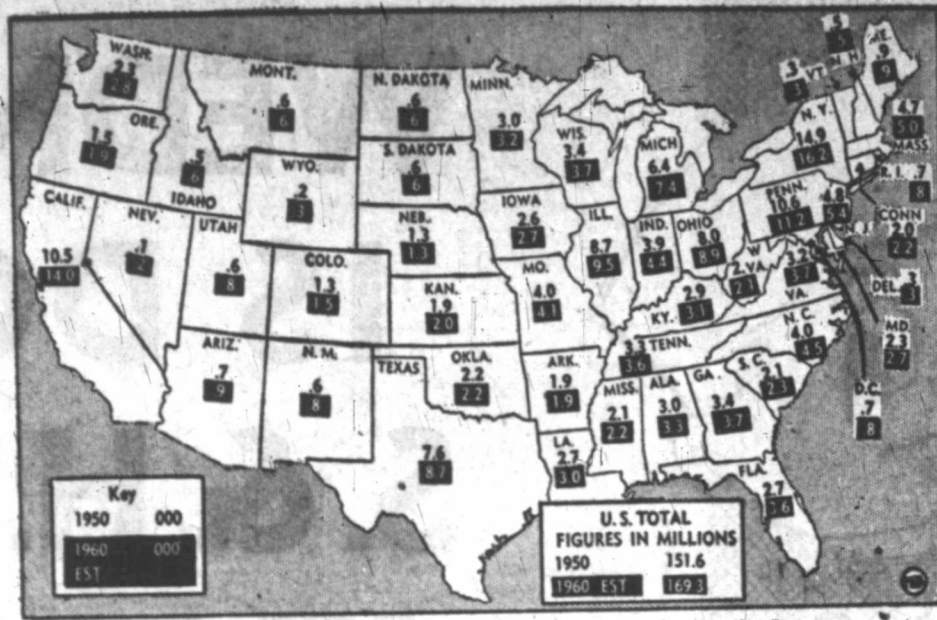 WASH.
2.3
2.8
ORE.
1.5
1.9
CALIF.
10.5
14.0
NEV.
.1
.2
IDAHO
.5
.6
MONT.
.6
.6
WYO.
.2
.3
UTAH
.6
.8
COLO.
1.3
1.5
ARIZ.
.7
.9
N. M.
.6
.8
N. DAKOTA
.6
.6
S. DAKOTA
.6
.6
NEB.
1.3
1.3
KAN.
1.9
2.0
OKLA.
2.2
2.2
TEXAS
7.6
8.7
MINN.
3.0
3.2
IOWA
2.6
2.7
MO.
4.0
4.1
ARK.
1.9
1.9
LA.
2.7
3.0
WIS.
3.4
3.7
ILL.
8.7
9.5
MICH
6.4
7.4
IND.
3.9
4.4
OHIO
8.0
8.9
KY.
2.9
3.1
TENN.
3.3
3.6
MISS.
2.1
2.2
ALA.
3.0
3.3
GA.
3.4
3.7
FLA.
2.7
3.6
S. C.
2.1
2.3
N. C.
4.0
4.5
VA.
3.2
3.7
W. VA.
2.
2.1
PENN.
10.6
11.2
N. Y.
14.9
16.2
VT.
.3
.3
N. H.
.5
.5
ME.
.9
.9
MASS.
4.7
5.0
R. I.
.7
.8
CONN
2.0
2.2
N. J.
4.8
5.4
DEL.
.3
.3
MD.
2.3
2.7
D.C.
.7
.8
Key
1950 000
1960 000
EST
U. S. TOTAL
FIGURES IN MILLIONS
1950 151.6
1960 EST 169.3